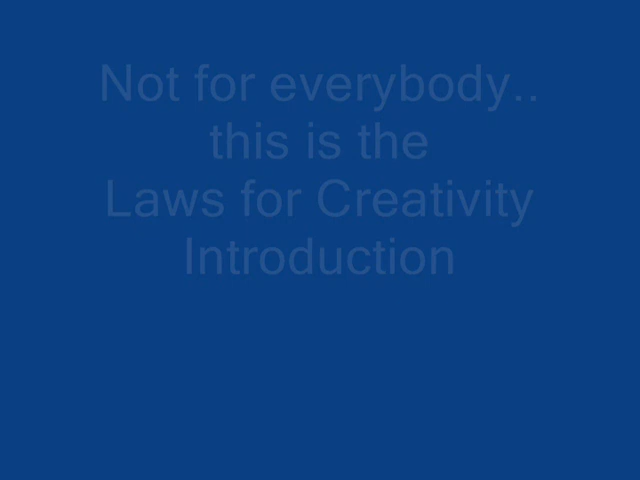 Not for everybody..
this is the
Laws for Creativity
Introduction